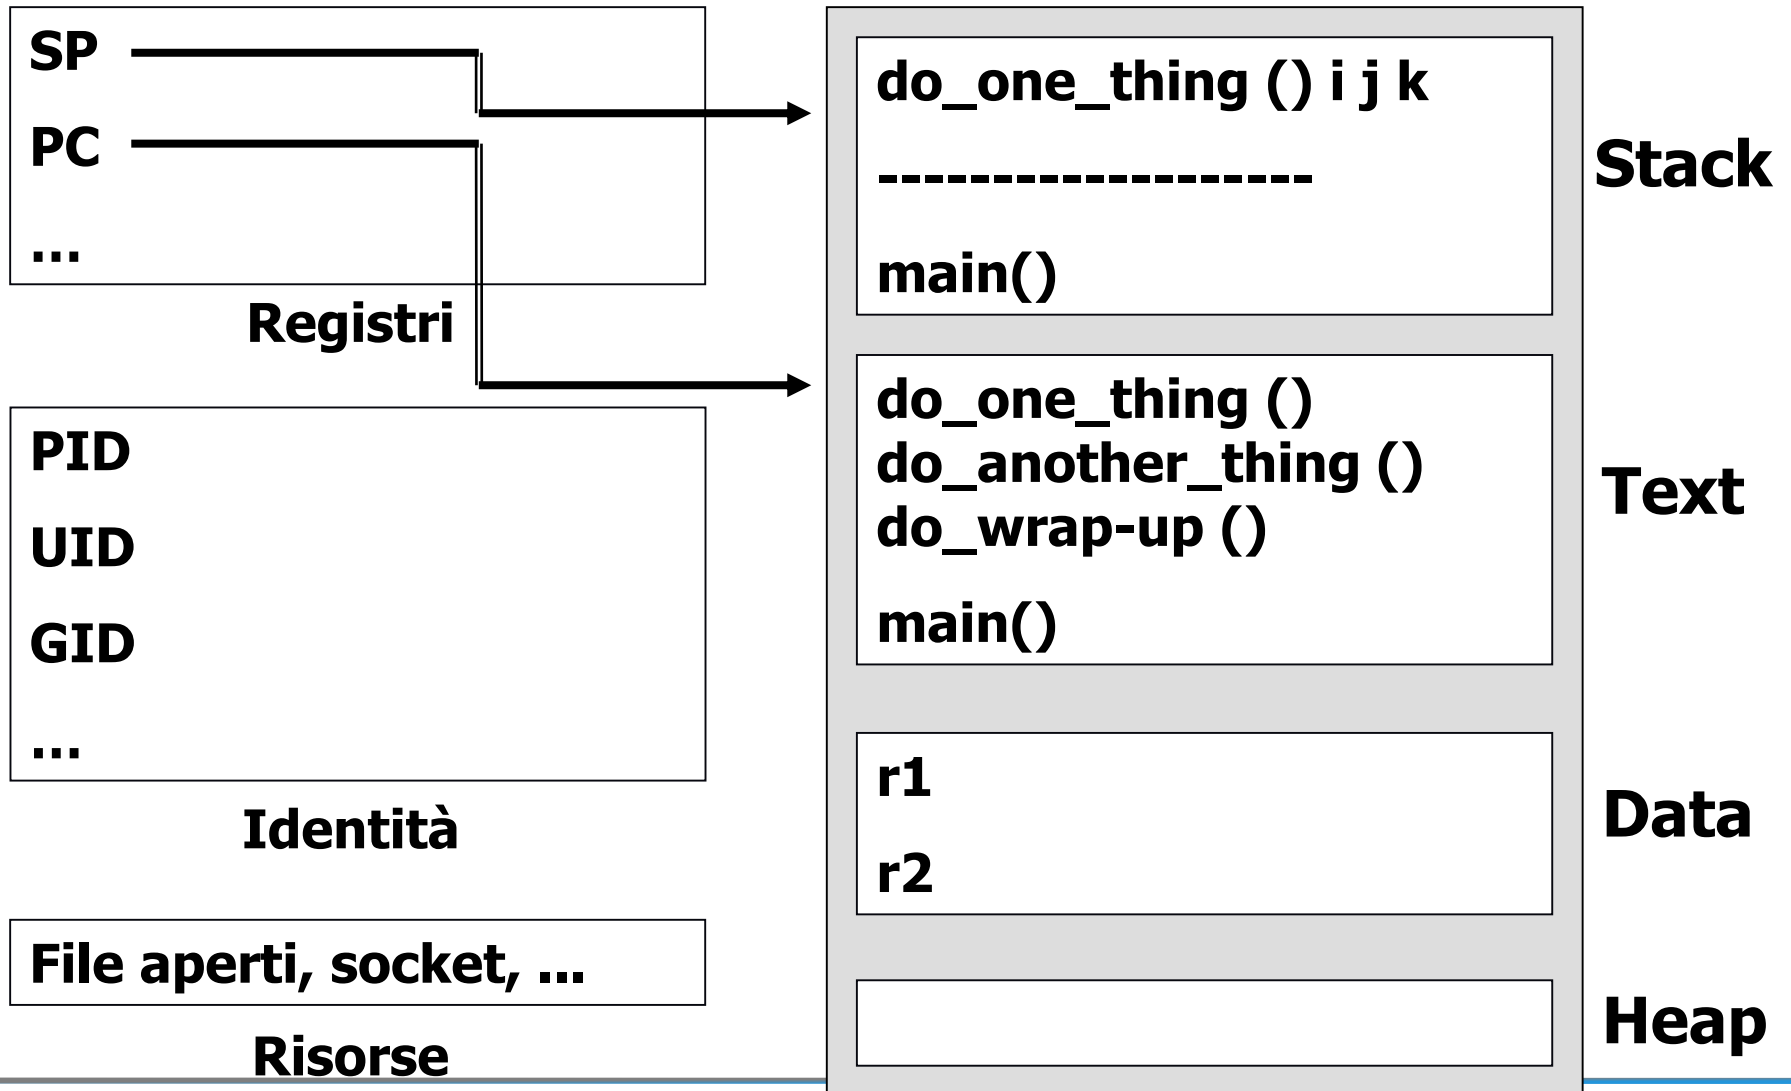 SP
PC
...
Registri
PID
UID
GID
...
Identità
File aperti, socket, ...
Risorse
do_one_thing () i j k
-------------------
main()
Stack
do_one_thing ()
do_another_thing ()
do_wrap-up ()
main()
Text
r1
r2
Data
Heap